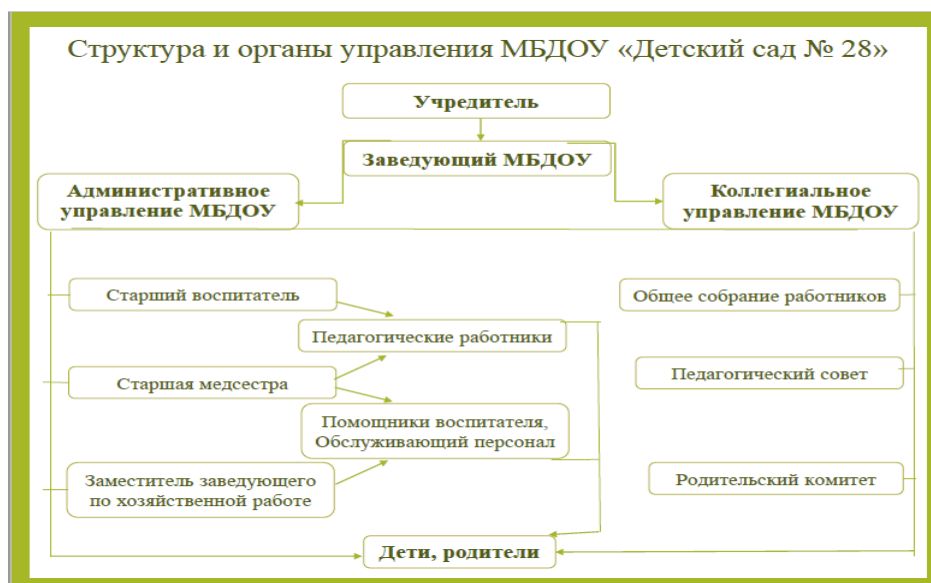 Структура и органы управления МБДОУ «Детский сад № 28»
Учредитель
Заведующий МБДОУ
Административное
управление МБДОУ
Коллегиальное
управление МБДОУ
Старший воспитатель
Общее собрание работников
Педагогические работники
Старшая медсестра
Педагогический совет
Помощники воспитателя,
Обслуживающий персонал
Заместитель заведующего
по хозяйственной работе
Родительский комитет
Дети, родители